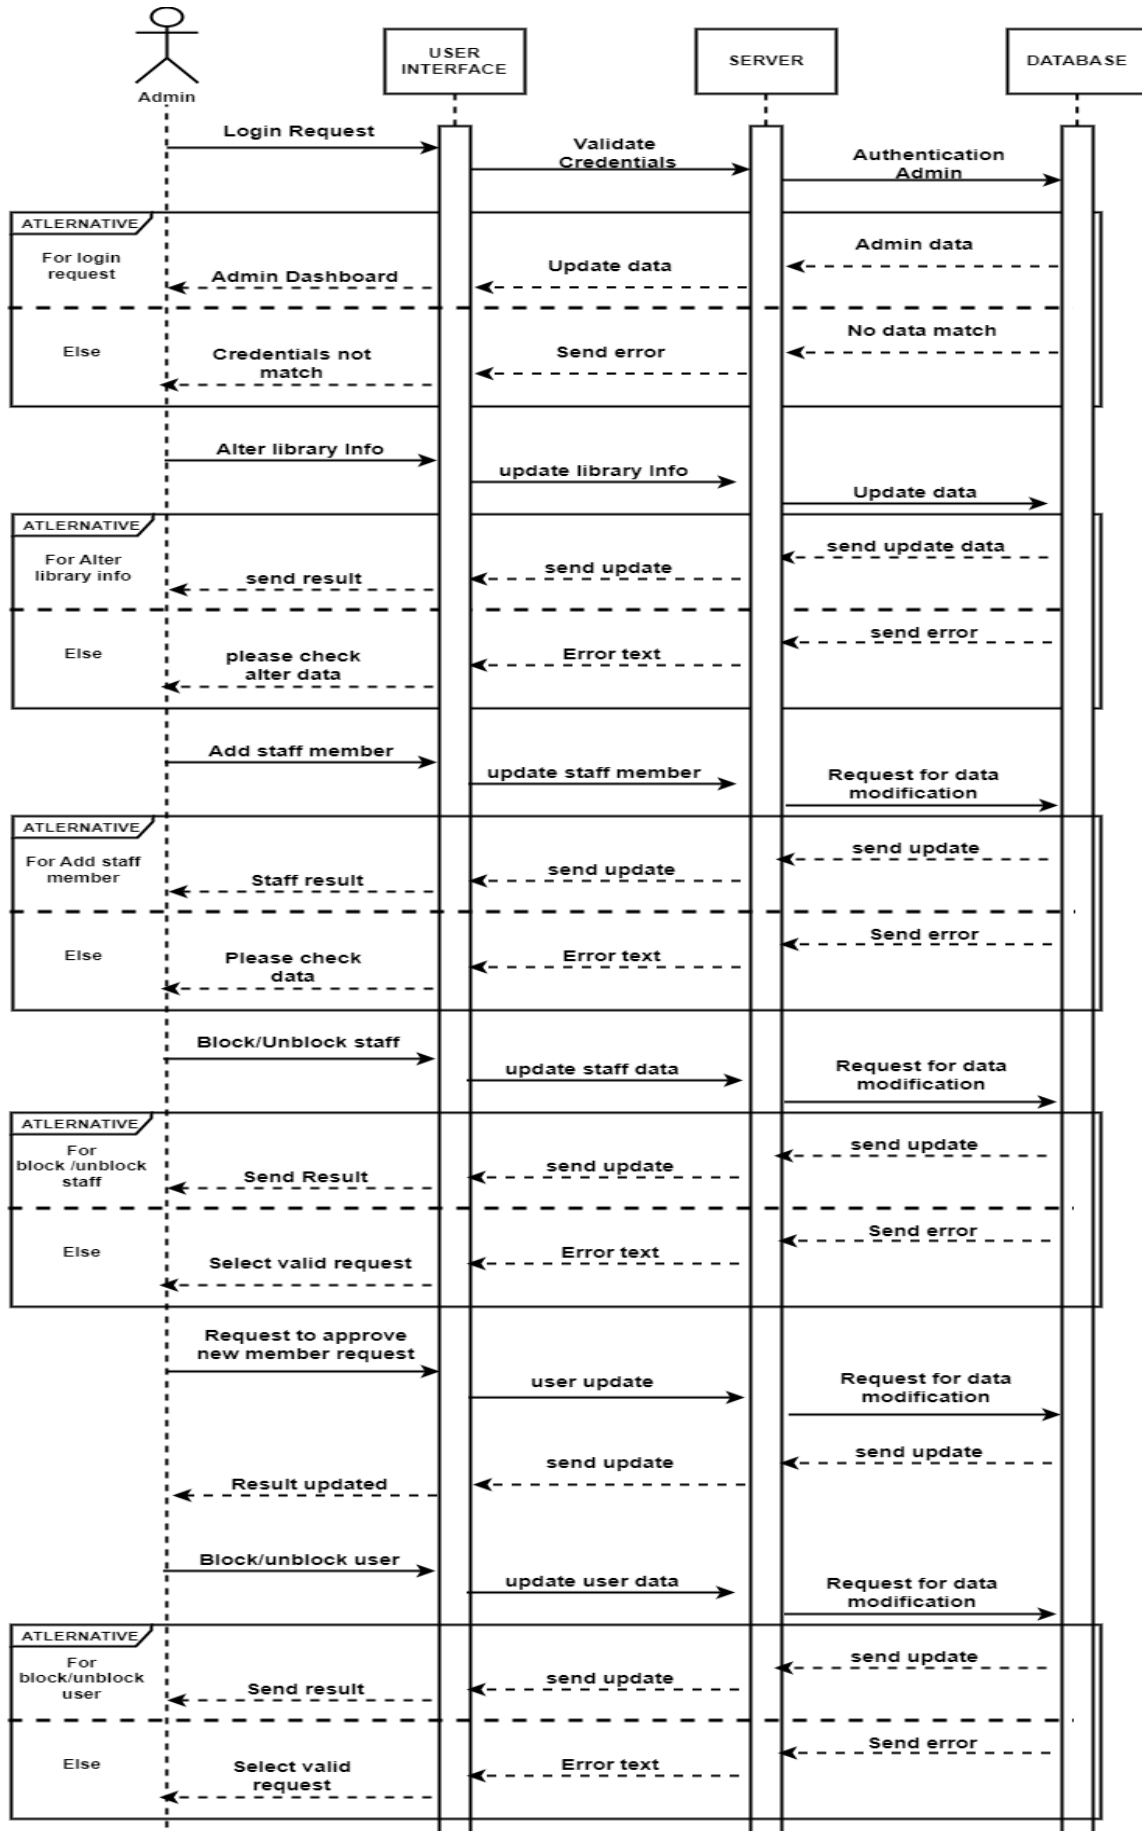 USER
INTERFACE
SERVER
DATABASE
Admin
Login Request
Validate
Credentials
Authentication
Admin
ATLERNATIVE
For login
request
Admin data
Update data
Admin Dashboard
Else
No data match
Send error
Credentials not
match
Alter library Info
update library Info
Update data
ATLERNATIVE
For Alter
library info
send update data
send update
send result
Else
send error
Error text
please check
alter data
Add staff member
update staff member
Request for data
modification
ATLERNATIVE
For Add staff
member
send update
send update
Staff result
Else
Send error
Error text
Please check
data
Block/Unblock staff
update staff data
Request for data
modification
ATLERNATIVE
For
block /unblock
staff
send update
send update
Send Result
Else
Send error
Error text
Select valid request
Request to approve
new member request
user update
Request for data
modification
send update
send update
Result updated
Block/unblock user
update user data
Request for data
modification
ATLERNATIVE
For
block/unblock
user
send update
send update
Send result
Else
Send error
Error text
Select valid
request